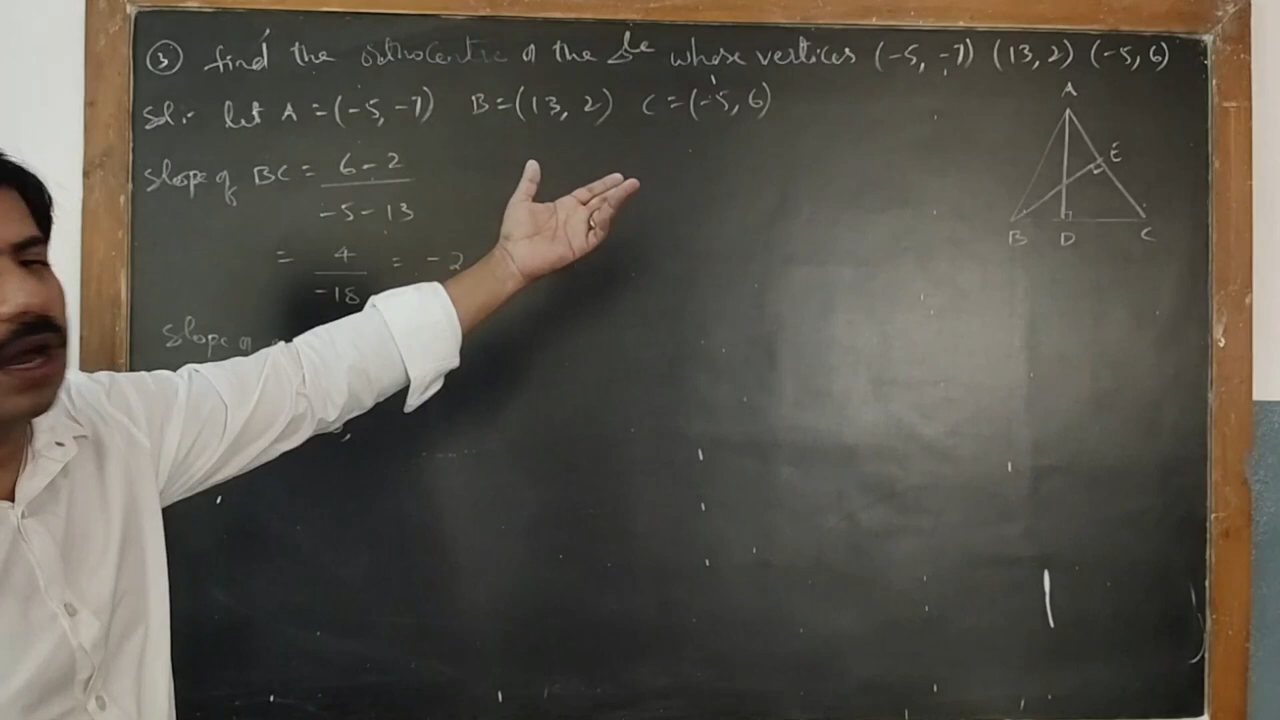 ③ find the orthocentre of the Δle whose vertices (-5, -7) (13, 2) (-5, 6)
Sol:- let A = (-5, -7) B = (13, 2) C = (-5, 6)
A
E
B D C
Slope of BC = 6 - 2
-5 - 13
= 4 = -2
-18
Slope of